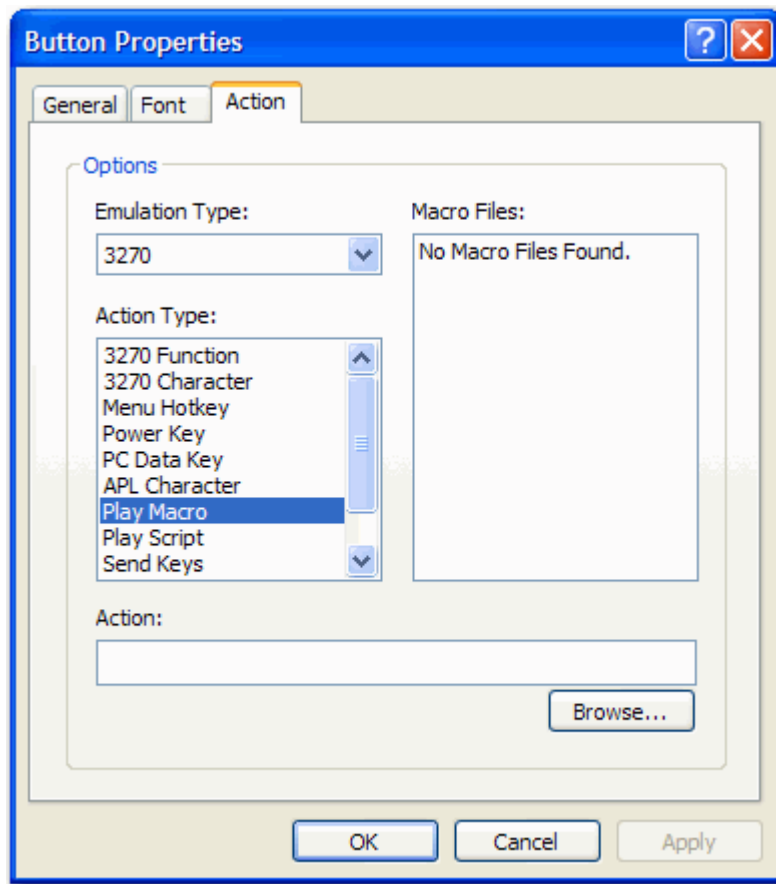 Button Properties
General Font Action
Options
Emulation Type: Macro Files:
3270 No Macro Files Found.
Action Type:
3270 Function
3270 Character
Menu Hotkey
Power Key
PC Data Key
APL Character
Play Macro
Play Script
Send Keys
Action:
Browse...
OK Cancel Apply